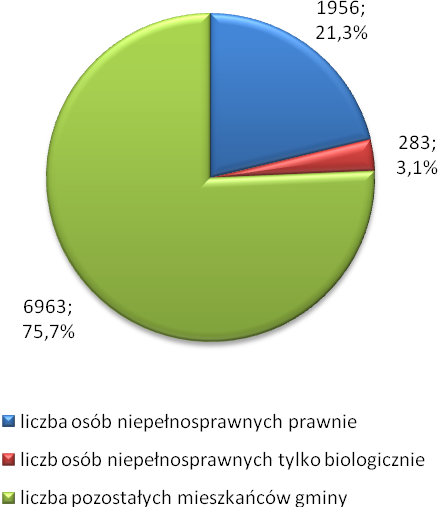 1956;
21,3%
283;
3,1%
6963;
75,7%
liczba osób niepełnosprawnych prawnie
liczb osób niepełnosprawnych tylko biologicznie
liczba pozostałych mieszkańców gminy